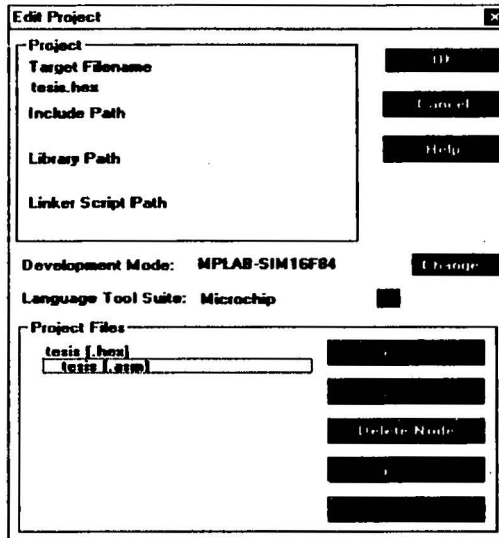 Edit Project
Project
Target Filename
tesis.hex
Include Path
Library Path
Linker Script Path
Ok
Cancel
Help
Development Mode: MPLAB-SIM16F84
Change
Language Tool Suite: Microchip
Project Files
tesis [.hex]
tesis [.asm]
Delete Node